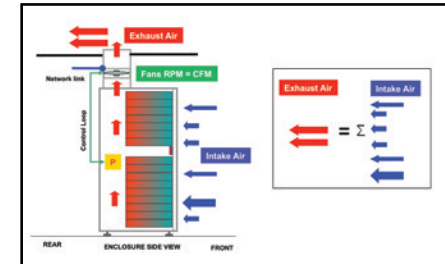 Exhaust Air
Network link
Fans RPM = CFM
Control Loop
P
Intake Air
REAR
ENCLOSURE SIDE VIEW
FRONT
Exhaust Air
Intake Air
= Σ